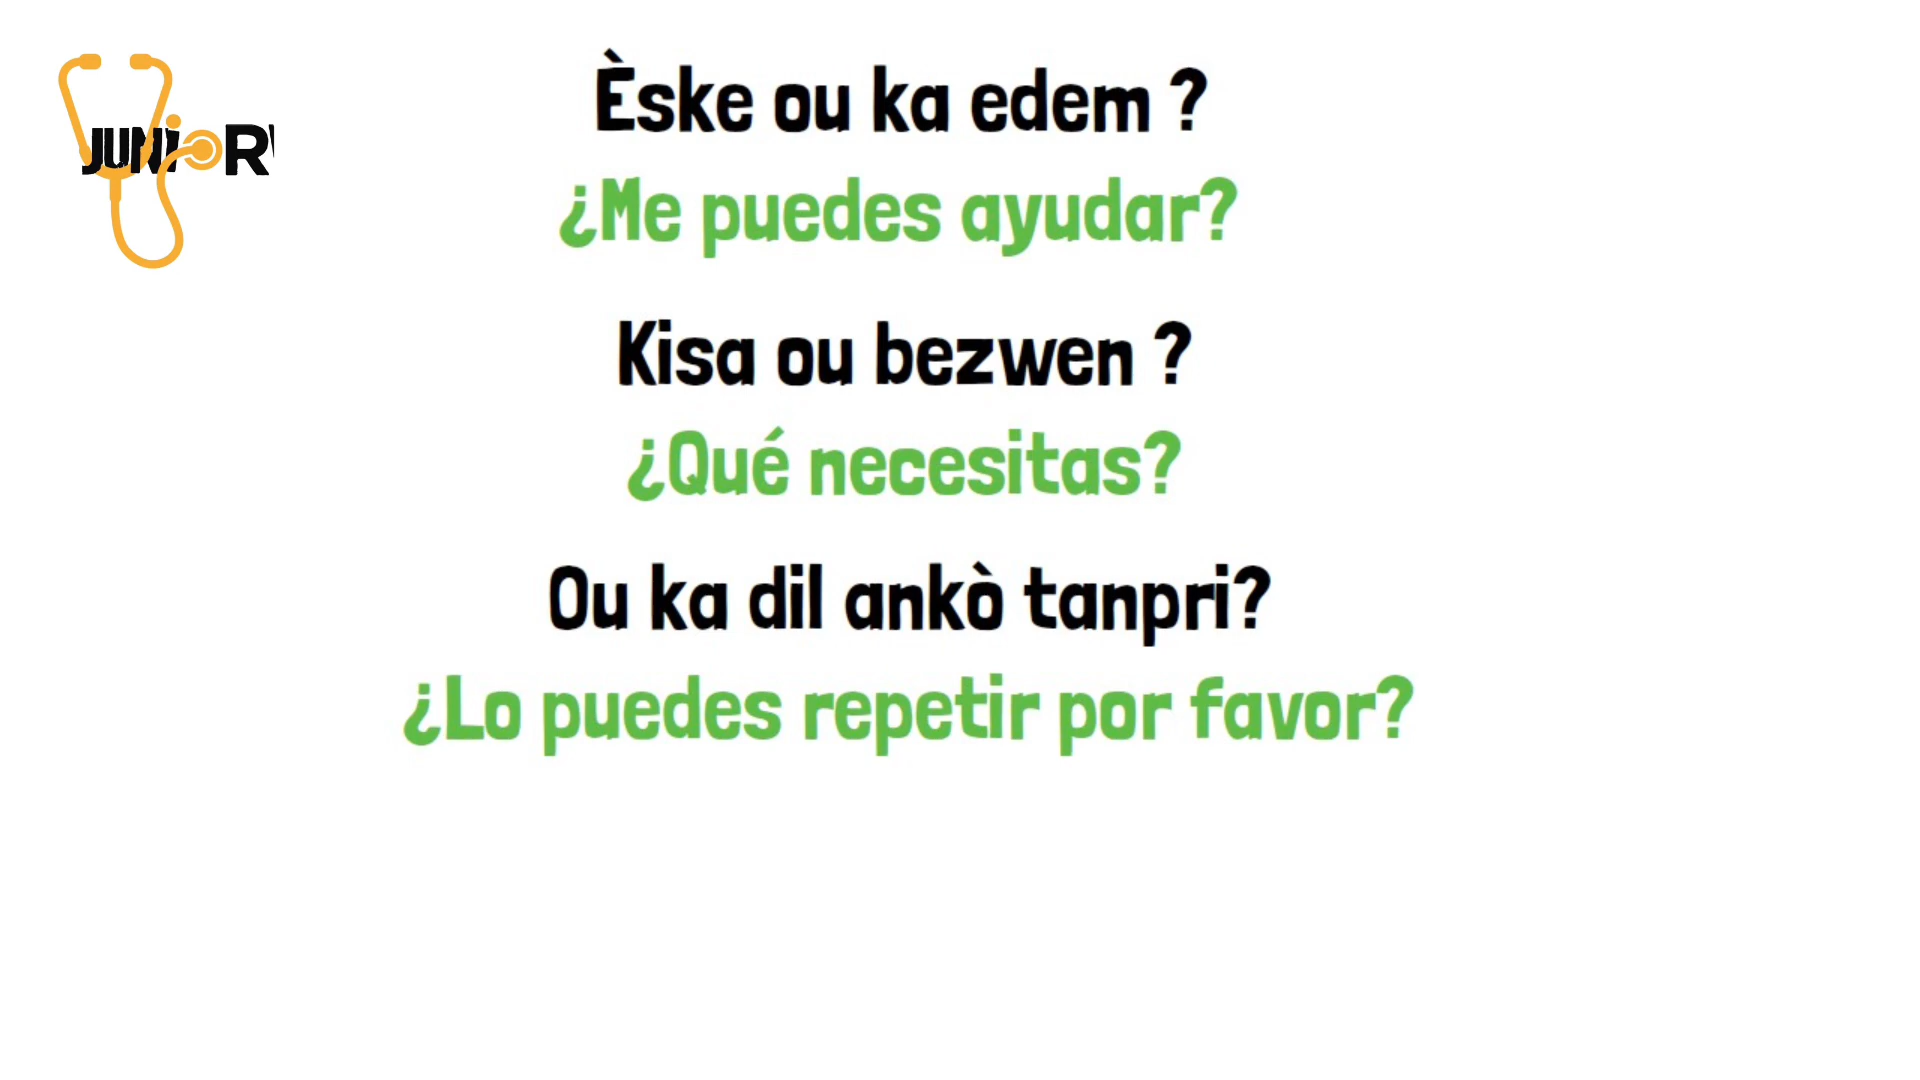 JUNiOR'
Èske ou ka edem ?
¿Me puedes ayudar?
Kisa ou bezwen ?
¿Qué necesitas?
Ou ka dil ankò tanpri?
¿Lo puedes repetir por favor?